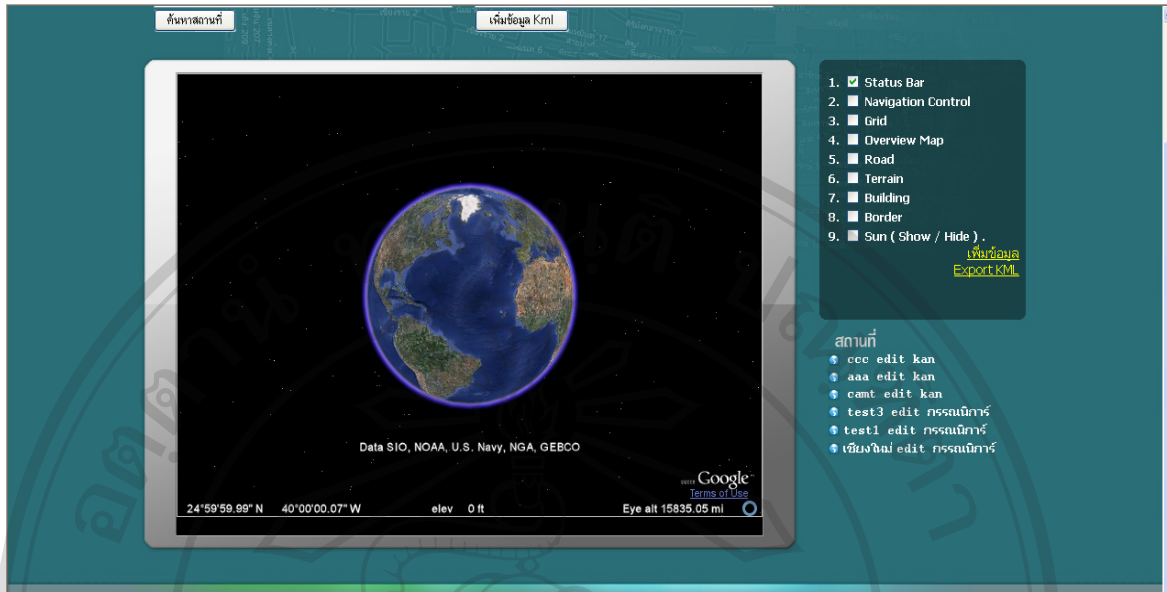 ค้นหาสถานที่
เพิ่มข้อมูล Kml
1. Status Bar
2. Navigation Control
3. Grid
4. Overview Map
5. Road
6. Terrain
7. Building
8. Border
9. Sun ( Show / Hide ) .
เพิ่มข้อมูล
Export KML
สถานที่
ccc edit kan
aaa edit kan
camt edit kan
test3 edit กรรณนิการ์
test1 edit กรรณนิการ์
เชียงใหม่ edit กรรณนิการ์
Data SIO, NOAA, U.S. Navy, NGA, GEBCO
Google
Terms of Use
24°59'59.99" N 40°00'00.07" W elev 0 ft Eye alt 15835.05 mi